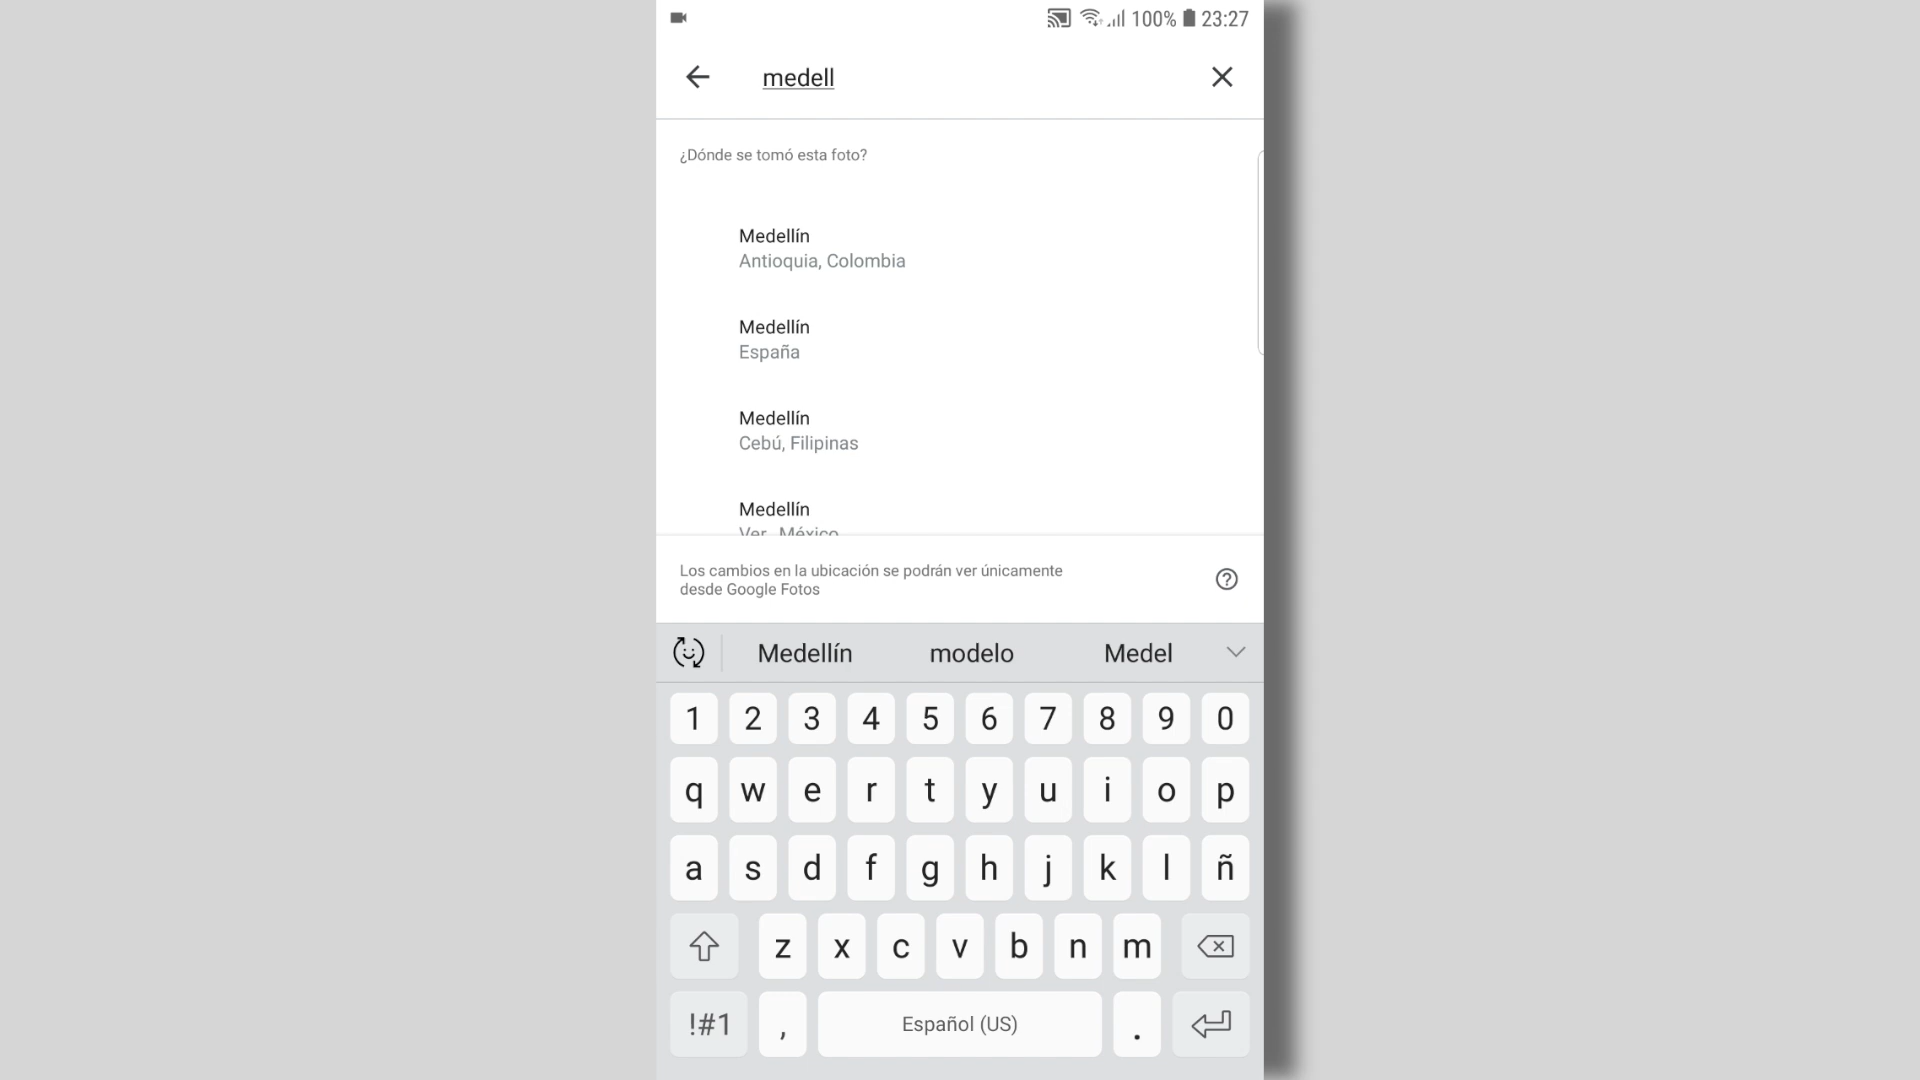 100% 23:27
medell
¿Dónde se tomó esta foto?
Medellín
Antioquia, Colombia
Medellín
España
Medellín
Cebú, Filipinas
Medellín
Ver., México
Los cambios en la ubicación se podrán ver únicamente
desde Google Fotos
Medellín modelo Medel
1 2 3 4 5 6 7 8 9 0
q w e r t y u i o p
a s d f g h j k l ñ
z x c v b n m
!#1 , Español (US) .